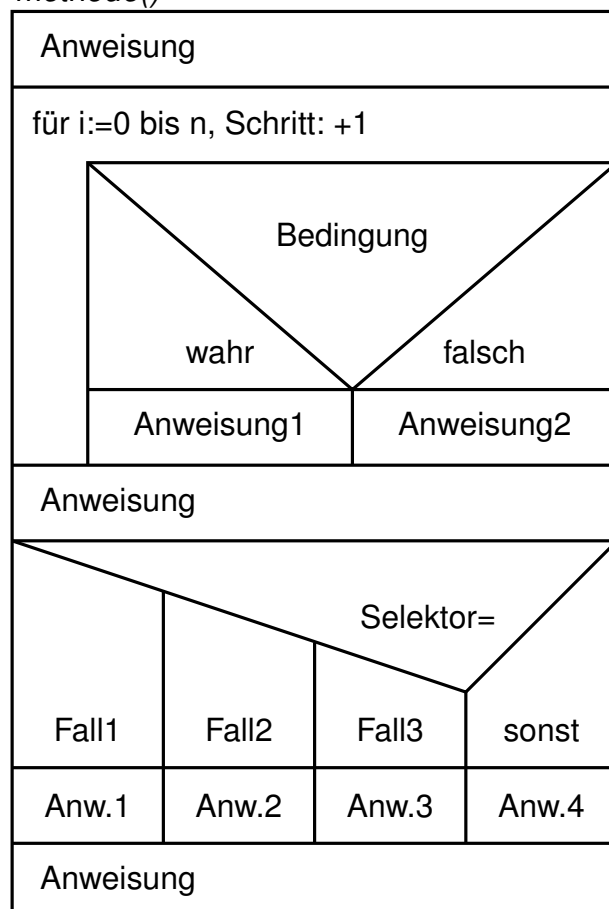 methode()
Anweisung
für i:=0 bis n, Schritt: +1
Bedingung
wahr falsch
Anweisung1 Anweisung2
Anweisung
Selektor=
Fall1 Fall2 Fall3 sonst
Anw.1 Anw.2 Anw.3 Anw.4
Anweisung